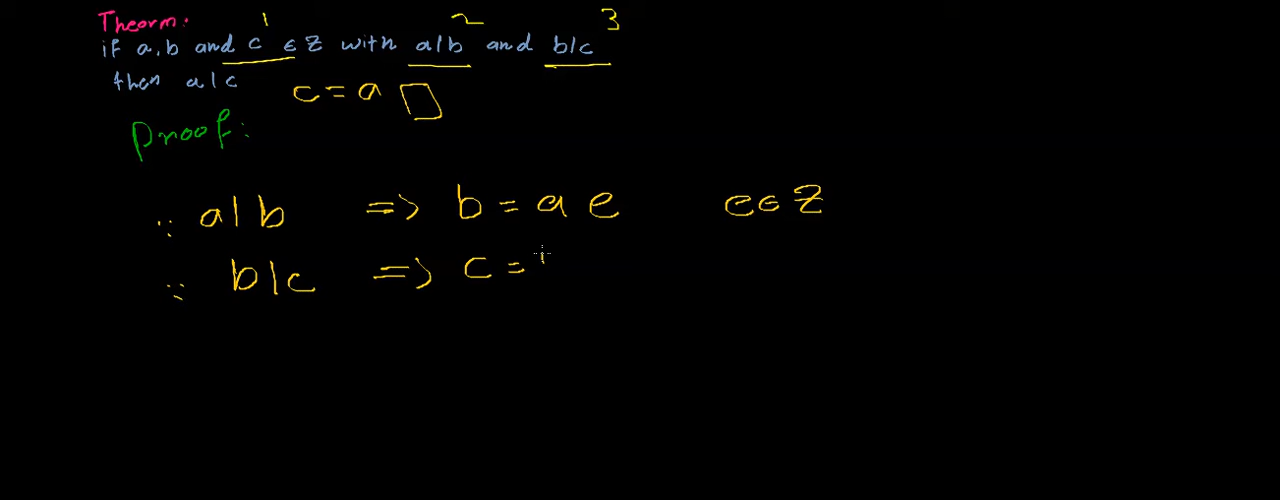 Theorm:
1 2 3
if a, b and c ∈ Z with a/b and b/c
then a/c
c = a
Proof:
∵ a|b => b = a e e ∈ Z
∵ b|c => c =